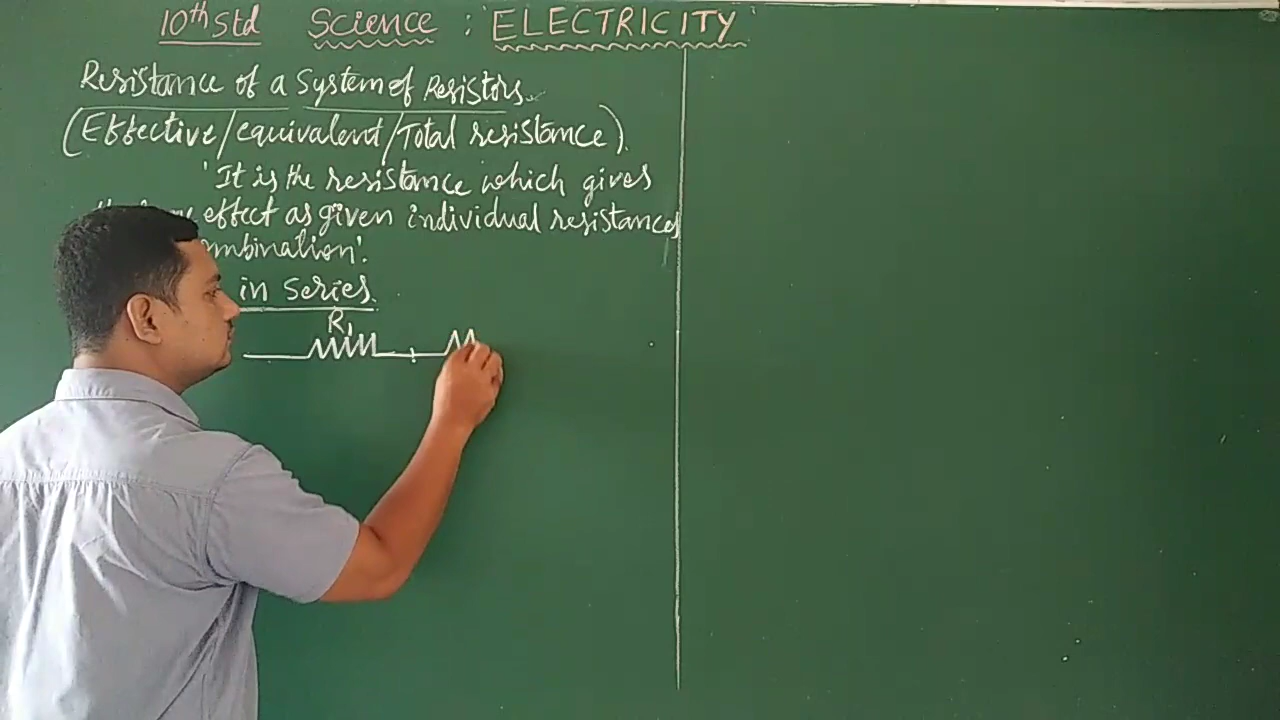 10th std Science : 'ELECTRICITY'
Resistance of a System of Resistors.
(Effective/equivalent/Total resistance).
'It is the resistance which gives
effect as given individual resistances
ombination'.
in series.
R1